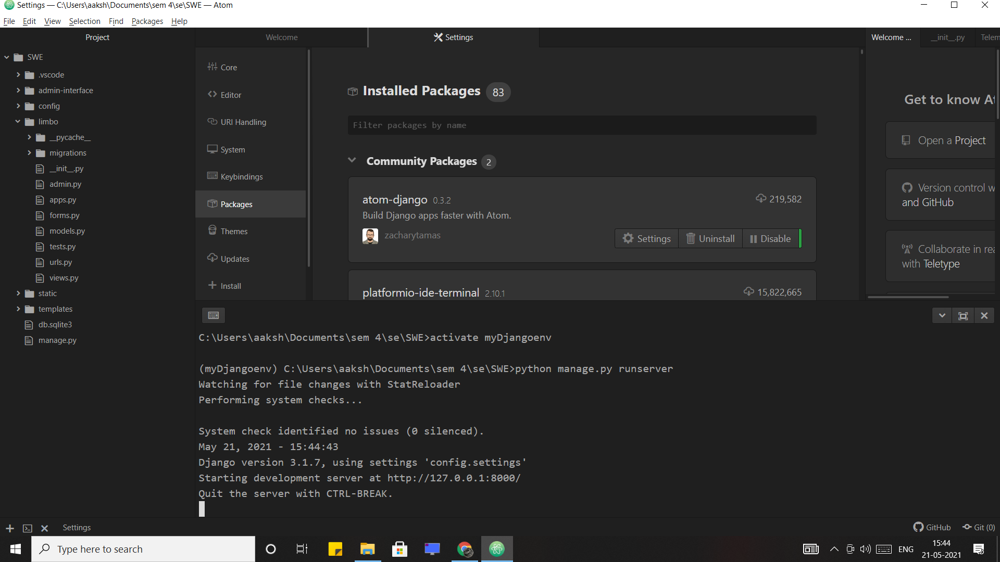 Settings — C:\Users\aaksh\Documents\sem 4\se\SWE — Atom
File Edit View Selection Find Packages Help
Project
SWE
.vscode
admin-interface
config
limbo
__pycache__
migrations
__init__.py
admin.py
apps.py
forms.py
models.py
tests.py
urls.py
views.py
static
templates
db.sqlite3
manage.py
Welcome
Settings
Core
Editor
URI Handling
System
Keybindings
Packages
Themes
Updates
Install
Installed Packages 83
Filter packages by name
Community Packages 2
atom-django 0.3.2
219,582
Build Django apps faster with Atom.
zacharytamas
Settings Uninstall Disable
platformio-ide-terminal 2.10.1
15,822,665
Welcome ... __init__.py Telem
Get to know At
Open a Project
Version control w
and GitHub
Collaborate in rea
with Teletype
C:\Users\aaksh\Documents\sem 4\se\SWE>activate myDjangoenv
(myDjangoenv) C:\Users\aaksh\Documents\sem 4\se\SWE>python manage.py runserver
Watching for file changes with StatReloader
Performing system checks...
System check identified no issues (0 silenced).
May 21, 2021 - 15:44:43
Django version 3.1.7, using settings 'config.settings'
Starting development server at http://127.0.0.1:8000/
Quit the server with CTRL-BREAK.
Settings
GitHub Git (0)
Type here to search
ENG
15:44
21-05-2021